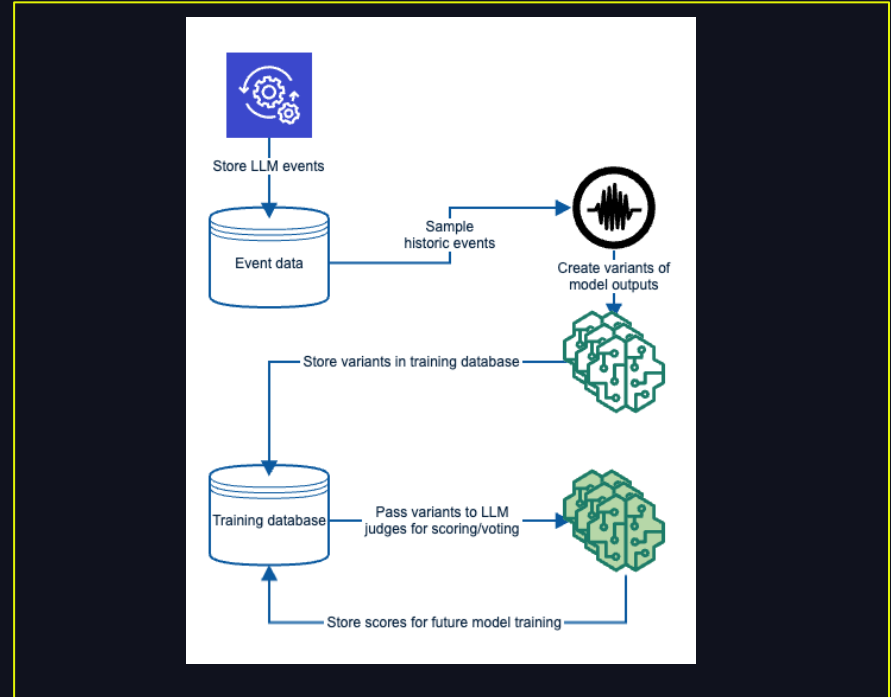 Store LLM events
Event data
Sample
historic events
Create variants of
model outputs
Store variants in training database
Training database
Pass variants to LLM
judges for scoring/voting
Store scores for future model training